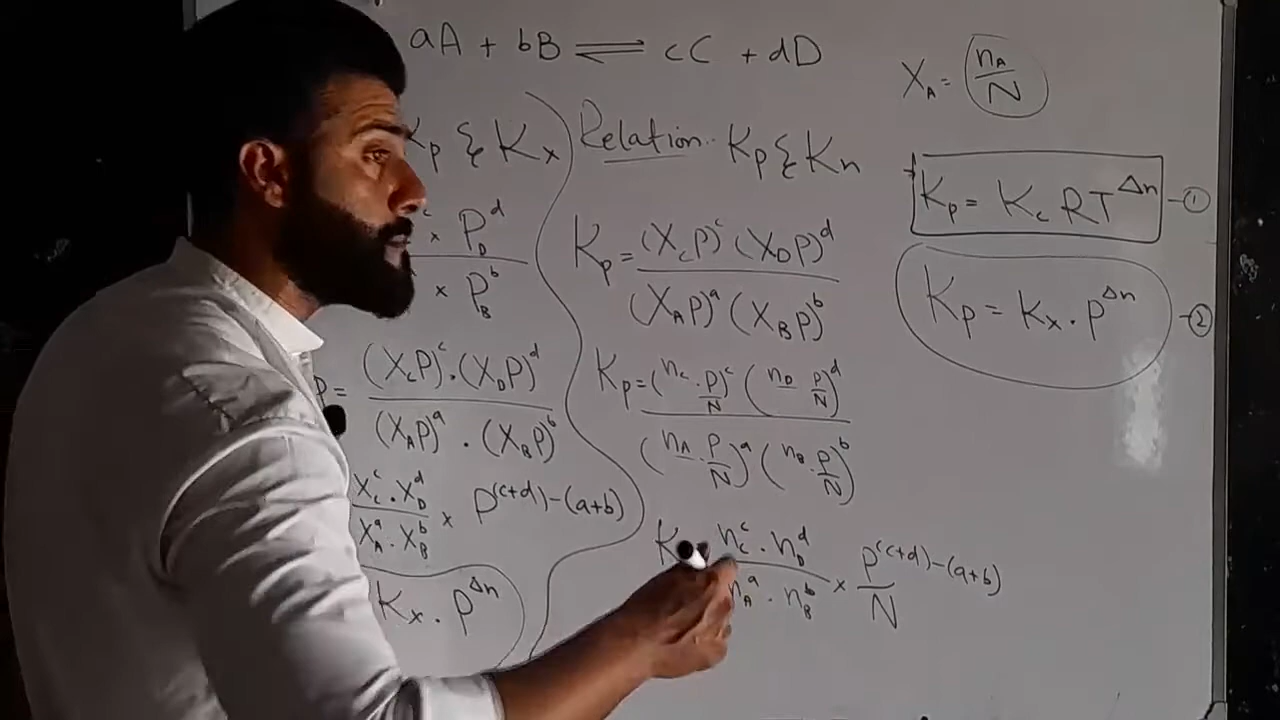 aA + bB ⇌ cC + dD
Kp & Kx
c × P_D^d
× P_B^b
P = (X_C P)^c . (X_D P)^d
(X_A P)^a . (X_B P)^b
X_C^c . X_D^d × P^(c+d)-(a+b)
X_A^a . X_B^b
Kx . P^Δn
Relation: Kp & Kn
Kp = (X_C P)^c (X_D P)^d
(X_A P)^a (X_B P)^b
Kp = (n_C . P/N)^c (n_D P/N)^d
(n_A . P/N)^a (n_B . P/N)^b
K n_C^c . n_D^d × P^(c+d)-(a+b)
n_A^a . n_B^b N
X_A = n_A/N
Kp = Kc RT^Δn - ①
Kp = Kx . P^Δn - ②